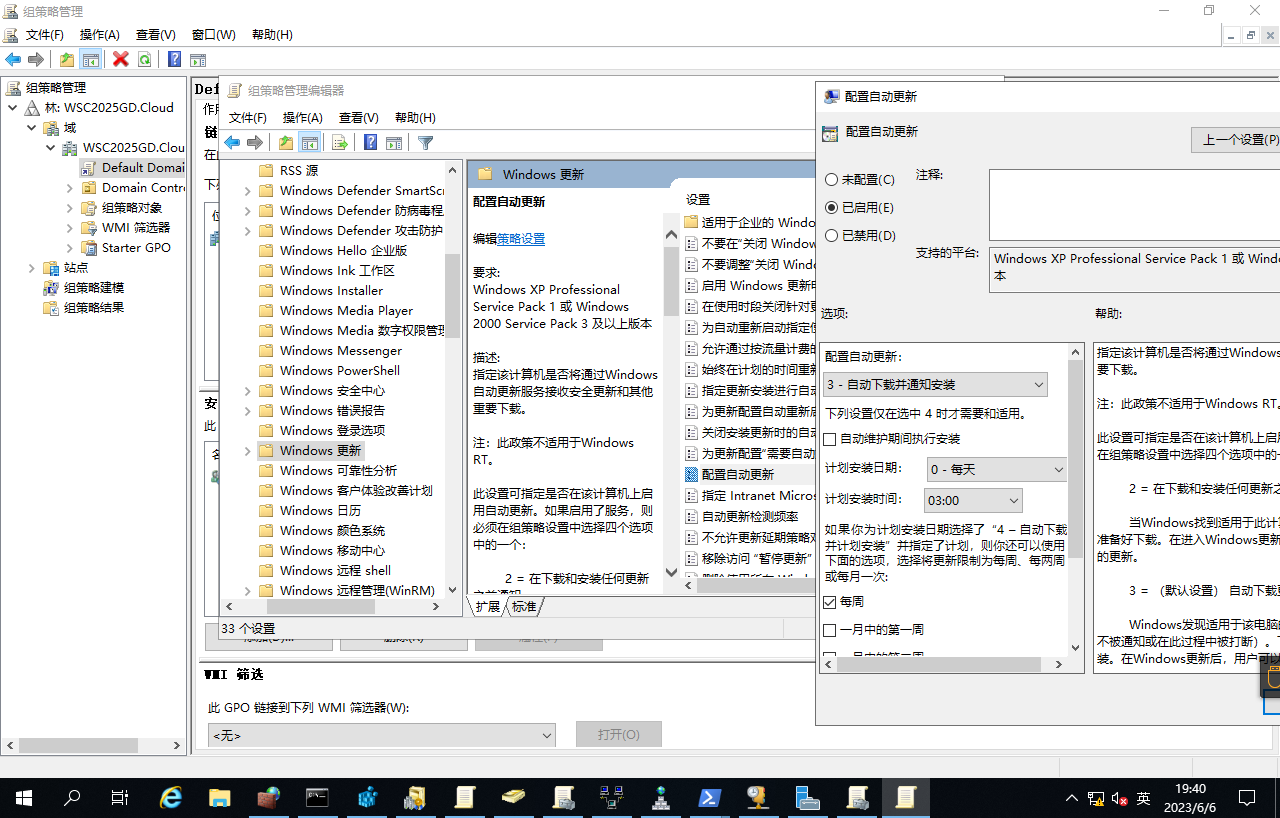 组策略管理
文件(F) 操作(A) 查看(V) 窗口(W) 帮助(H)
组策略管理
林: WSC2025GD.Cloud
域
WSC2025GD.Clou
Default Domai
Domain Contr
组策略对象
WMI 筛选器
Starter GPO
站点
组策略建模
组策略结果
Def
作用
链
在
下
位
安
此
名
组策略管理编辑器
文件(F) 操作(A) 查看(V) 帮助(H)
RSS 源
Windows Defender SmartScr
Windows Defender 防病毒程
Windows Defender 攻击防护
Windows Hello 企业版
Windows Ink 工作区
Windows Installer
Windows Media Player
Windows Media 数字权限管理
Windows Messenger
Windows PowerShell
Windows 安全中心
Windows 错误报告
Windows 登录选项
Windows 更新
Windows 可靠性分析
Windows 客户体验改善计划
Windows 日历
Windows 颜色系统
Windows 移动中心
Windows 远程 shell
Windows 远程管理(WinRM)
Windows 更新
配置自动更新
编辑策略设置
要求:
Windows XP Professional
Service Pack 1 或 Windows
2000 Service Pack 3 及以上版本
描述:
指定该计算机是否将通过Windows
自动更新服务接收安全更新和其他
重要下载。
注：此政策不适用于Windows
RT。
此设置可指定是否在该计算机上启
用自动更新。如果启用了服务，则
必须在组策略设置中选择四个选项
中的一个：
2 = 在下载和安装任何更新
之前通知
设置
适用于企业的 Windo
不要在“关闭 Window
不要调整“关闭 Windo
启用 Windows 更新电
在使用时段关闭针对更
为自动重新启动指定使
允许通过按流量计费的
始终在计划的时间重新
指定更新安装进行自动
为更新配置自动重新启
关闭安装更新时的自动
为更新配置“需要自动
配置自动更新
指定 Intranet Micros
自动更新检测频率
不允许更新延期策略对
移除访问 “暂停更新”
删除使用所有 Windo
扩展 标准
33 个设置
添加(D)... 删除(R) 属性(P)
WMI 筛选
此 GPO 链接到下列 WMI 筛选器(W):
<无>
打开(O)
配置自动更新
配置自动更新
上一个设置(P)
未配置(C)
已启用(E)
已禁用(D)
注释:
支持的平台:
Windows XP Professional Service Pack 1 或 Windo
本
选项:
帮助:
配置自动更新:
3 - 自动下载并通知安装
下列设置仅在选中 4 时才需要和适用。
自动维护期间执行安装
计划安装日期:
0 - 每天
计划安装时间:
03:00
如果你为计划安装日期选择了“4 – 自动下载
并计划安装”并指定了计划，则你还可以使用
下面的选项，选择将更新限制为每周、每两周
或每月一次:
每周
一月中的第一周
一月中的第二周
指定该计算机是否将通过Windows
要下载。
注：此政策不适用于Windows RT。
此设置可指定是否在该计算机上启用
在组策略设置中选择四个选项中的一
2 = 在下载和安装任何更新之
当Windows找到适用于此计算
准备好下载。在进入Windows更新
的更新。
3 = （默认设置） 自动下载更
Windows发现适用于该电脑的
不被通知或在此过程中被打断）。下
装。在Windows更新后，用户可以
英
19:40
2023/6/6